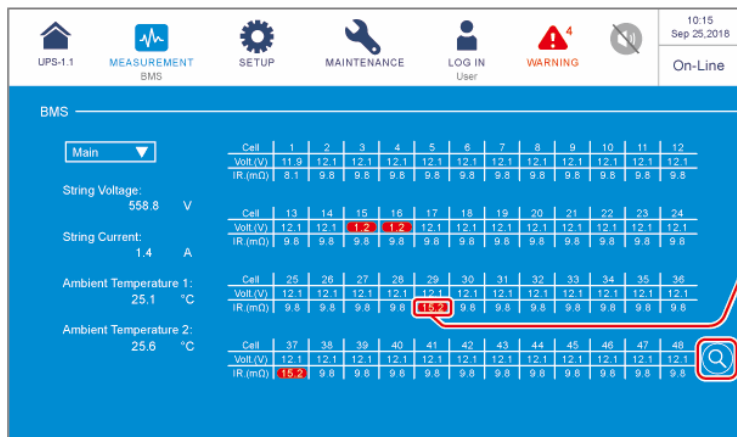 4
10:15
Sep 25,2018
UPS-1.1 MEASUREMENT SETUP MAINTENANCE LOG IN WARNING
BMS User
On-Line
BMS
Main
String Voltage:
558.8 V
String Current:
1.4 A
Ambient Temperature 1:
25.1 °C
Ambient Temperature 2:
25.6 °C
Cell 1 2 3 4 5 6 7 8 9 10 11 12
Volt.(V) 11.9 12.1 12.1 12.1 12.1 12.1 12.1 12.1 12.1 12.1 12.1 12.1
IR.(mΩ) 8.1 9.8 9.8 9.8 9.8 9.8 9.8 9.8 9.8 9.8 9.8 9.8
Cell 13 14 15 16 17 18 19 20 21 22 23 24
Volt.(V) 12.1 12.1 1.2 1.2 12.1 12.1 12.1 12.1 12.1 12.1 12.1 12.1
IR.(mΩ) 9.8 9.8 9.8 9.8 9.8 9.8 9.8 9.8 9.8 9.8 9.8 9.8
Cell 25 26 27 28 29 30 31 32 33 34 35 36
Volt.(V) 12.1 12.1 12.1 12.1 12.1 12.1 12.1 12.1 12.1 12.1 12.1 12.1
IR.(mΩ) 9.8 9.8 9.8 9.8 15.2 9.8 9.8 9.8 9.8 9.8 9.8 9.8
Cell 37 38 39 40 41 42 43 44 45 46 47 48
Volt.(V) 12.1 12.1 12.1 12.1 12.1 12.1 12.1 12.1 12.1 12.1 12.1 12.1
IR.(mΩ) 15.2 9.8 9.8 9.8 9.8 9.8 9.8 9.8 9.8 9.8 9.8 9.8